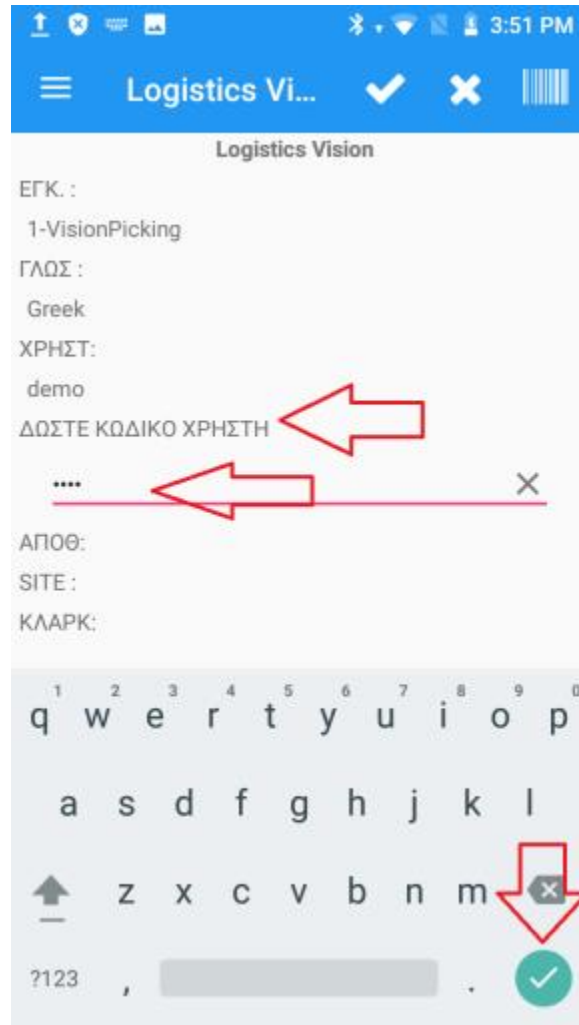 3:51 PM
Logistics Vi...
Logistics Vision
ΕΓΚ. :
1-VisionPicking
ΓΛΩΣ :
Greek
ΧΡΗΣΤ:
demo
ΔΩΣΤΕ ΚΩΔΙΚΟ ΧΡΗΣΤΗ
••••
ΑΠΟΘ:
SITE :
ΚΛΑΡΚ:
1 2 3 4 5 6 7 8 9 0
q w e r t y u i o p
a s d f g h j k l
z x c v b n m
?123 , .